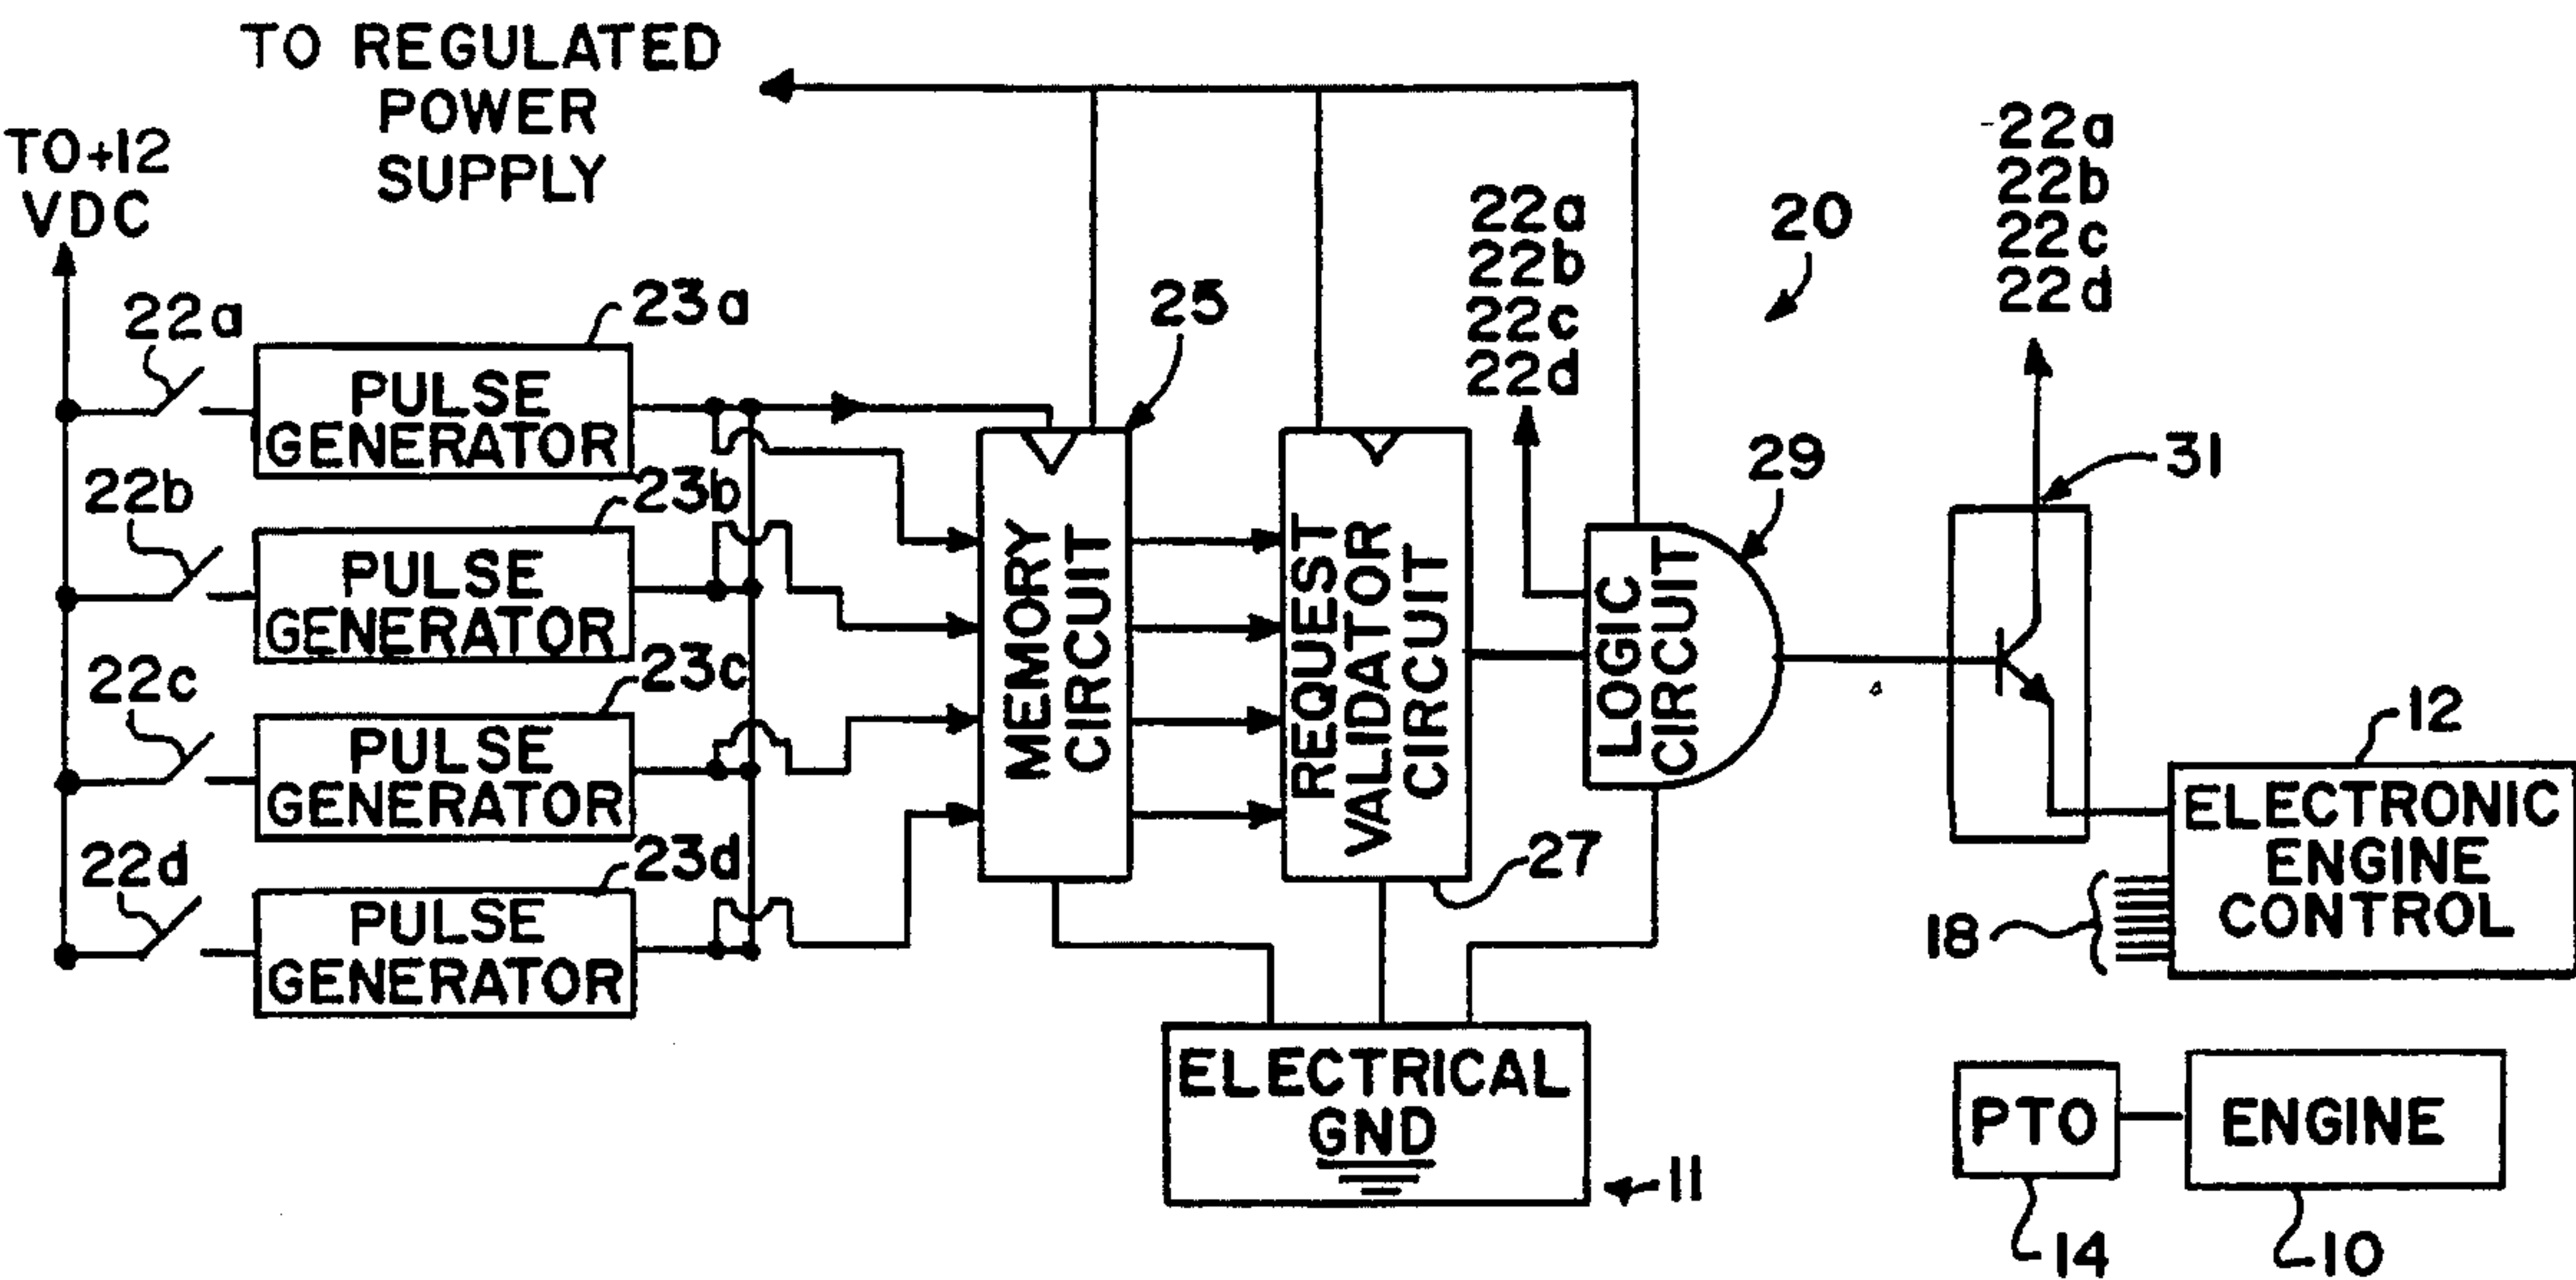 TO REGULATED
POWER
SUPPLY
TO +12
VDC
22a
22b
22c
22d
20
22a
22b
22c
22d
22a
23a
PULSE
GENERATOR
25
29
31
22b
23b
PULSE
GENERATOR
22c
23c
PULSE
GENERATOR
22d
23d
PULSE
GENERATOR
MEMORY
CIRCUIT
REQUEST
VALIDATOR
CIRCUIT
27
LOGIC
CIRCUIT
12
ELECTRONIC
ENGINE
CONTROL
18
ELECTRICAL
GND
11
PTO
ENGINE
14
10